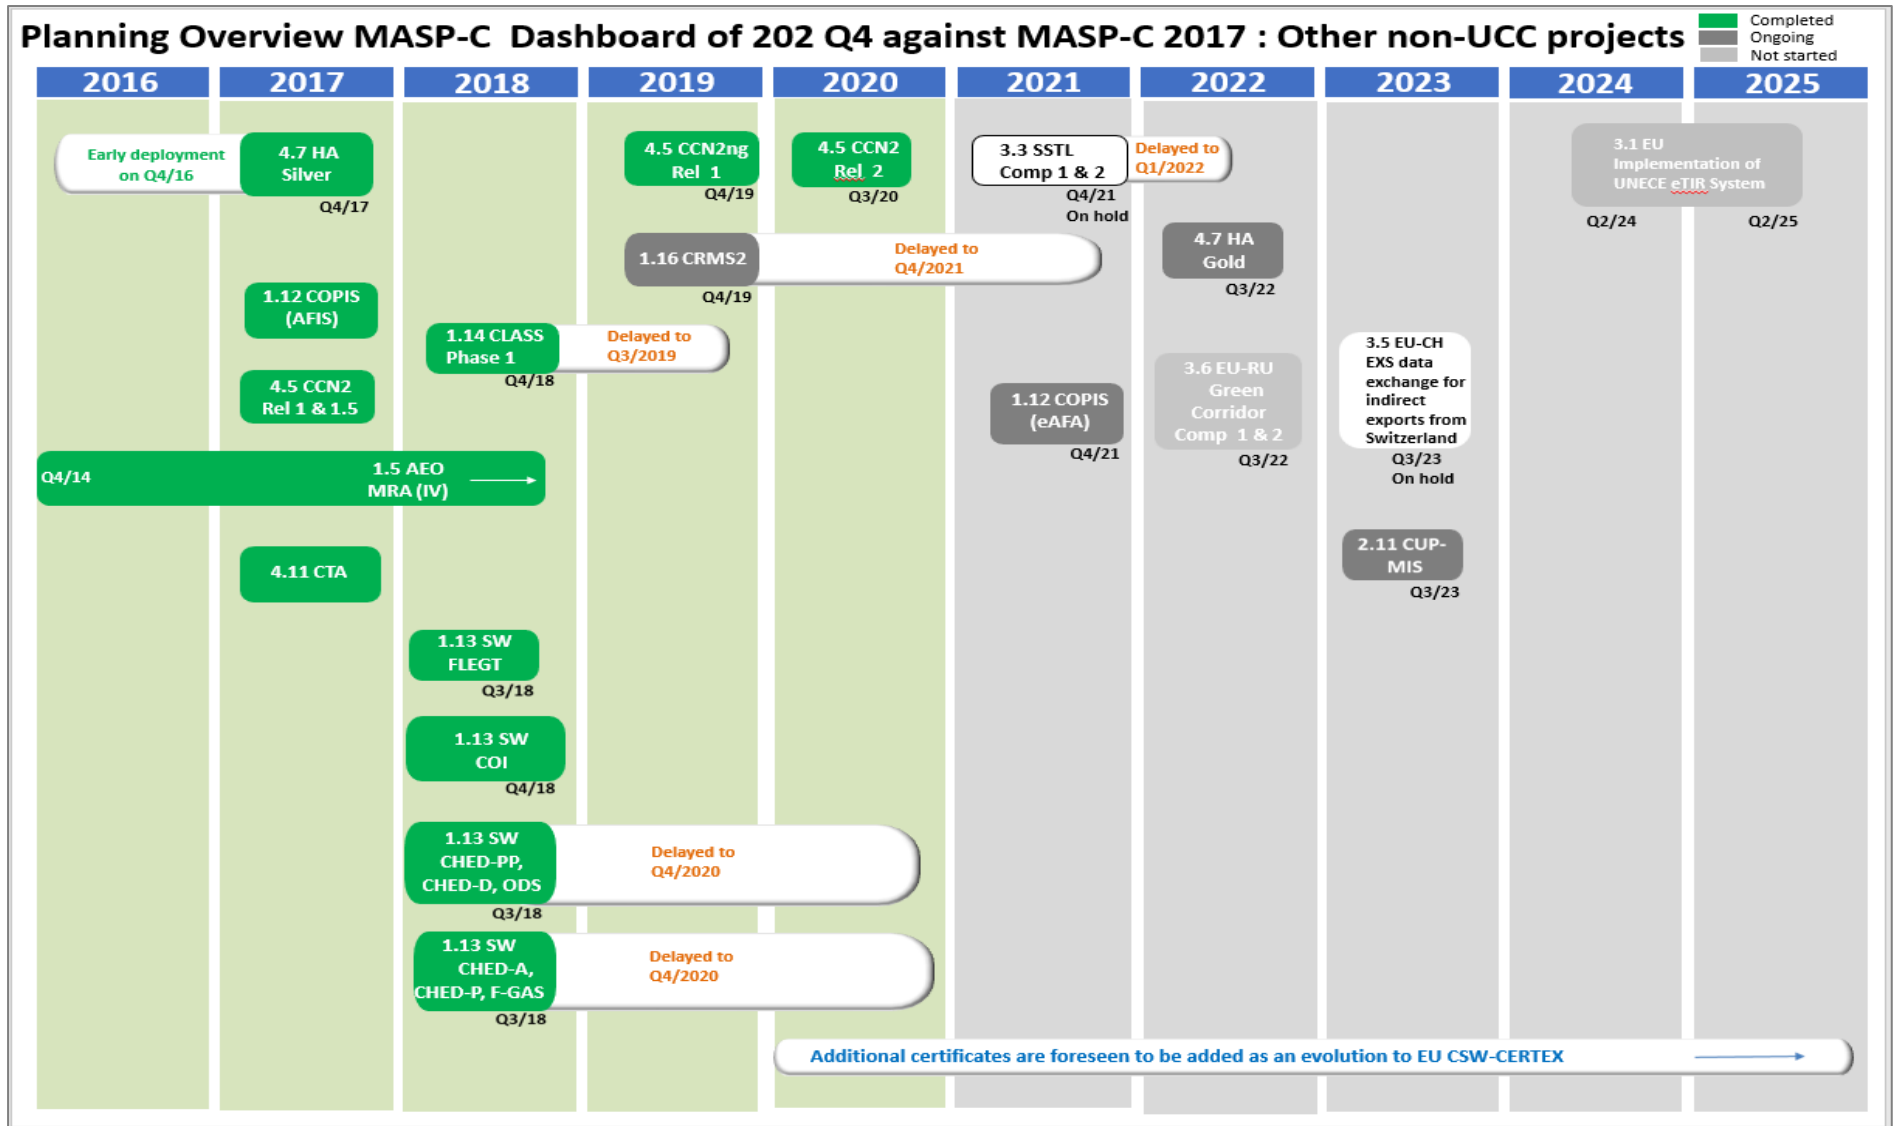 Planning Overview MASP-C Dashboard of 202 Q4 against MASP-C 2017 : Other non-UCC projects
Completed
Ongoing
Not started
2016
2017
2018
2019
2020
2021
2022
2023
2024
2025
Early deployment
on Q4/16
4.7 HA
Silver
Q4/17
4.5 CCN2ng
Rel 1
Q4/19
4.5 CCN2
Rel 2
Q3/20
3.3 SSTL
Comp 1 & 2
Q4/21
On hold
Delayed to
Q1/2022
3.1 EU
Implementation of
UNECE eTIR System
Q2/24
Q2/25
1.16 CRMS2
Q4/19
Delayed to
Q4/2021
4.7 HA
Gold
Q3/22
1.12 COPIS
(AFIS)
1.14 CLASS
Phase 1
Q4/18
Delayed to
Q3/2019
3.5 EU-CH
EXS data
exchange for
indirect
exports from
Switzerland
Q3/23
On hold
4.5 CCN2
Rel 1 & 1.5
1.12 COPIS
(eAFA)
Q4/21
3.6 EU-RU
Green
Corridor
Comp 1 & 2
Q3/22
Q4/14
1.5 AEO
MRA (IV)
4.11 CTA
2.11 CUP-
MIS
Q3/23
1.13 SW
FLEGT
Q3/18
1.13 SW
COI
Q4/18
1.13 SW
CHED-PP,
CHED-D, ODS
Q3/18
Delayed to
Q4/2020
1.13 SW
CHED-A,
CHED-P, F-GAS
Q3/18
Delayed to
Q4/2020
Additional certificates are foreseen to be added as an evolution to EU CSW-CERTEX